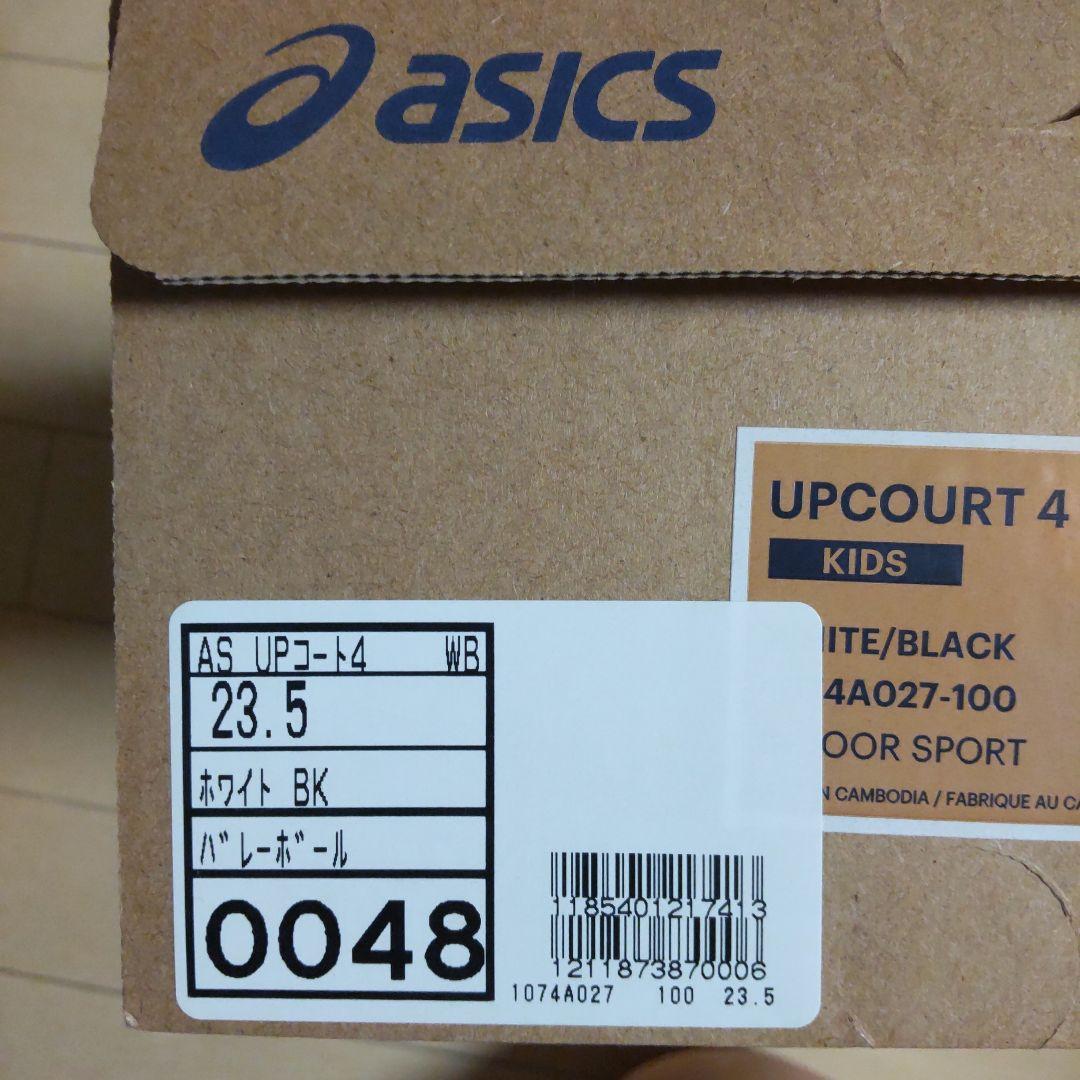 asics
UPCOURT 4
KIDS
ITE/BLACK
4A027-100
OOR SPORT
N CAMBODIA / FABRIQUE AU CA
AS UPコート4 WB
23.5
ホワイト BK
バレーボール
0048
1185401217413
1211873870006
1074A027 100 23.5